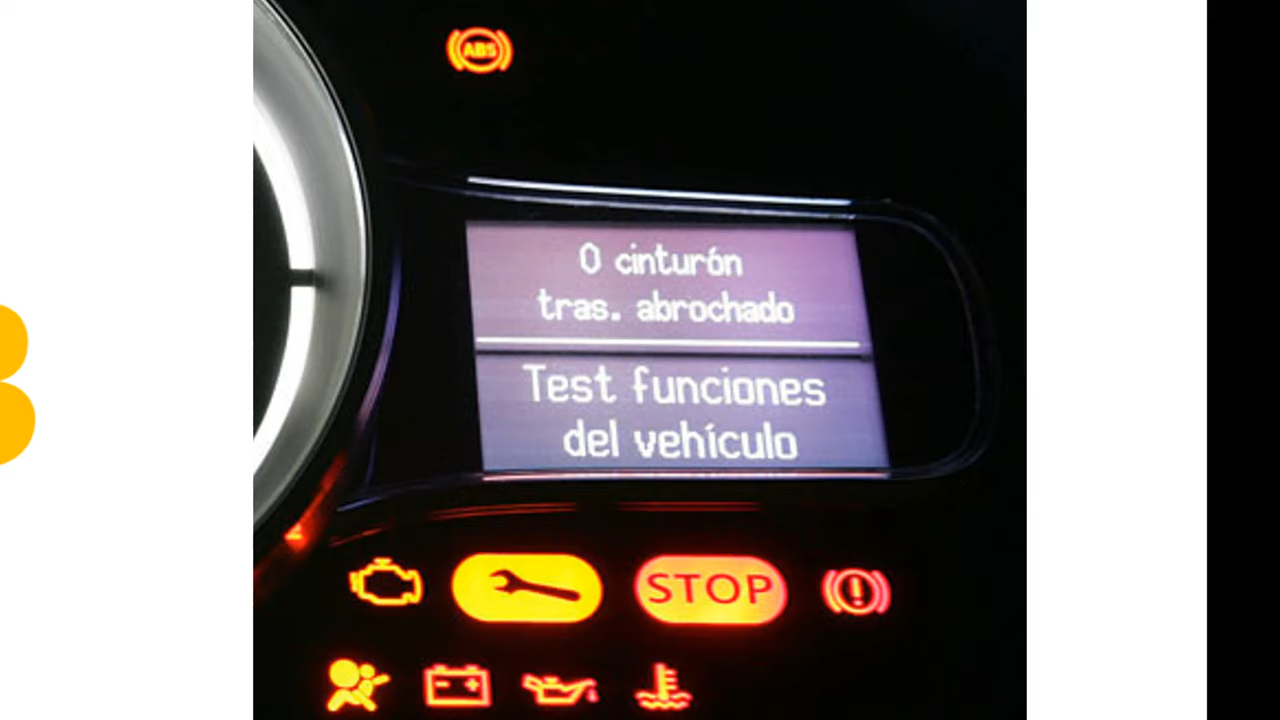 ABS
0 cinturón
tras. abrochado
Test funciones
del vehículo
STOP